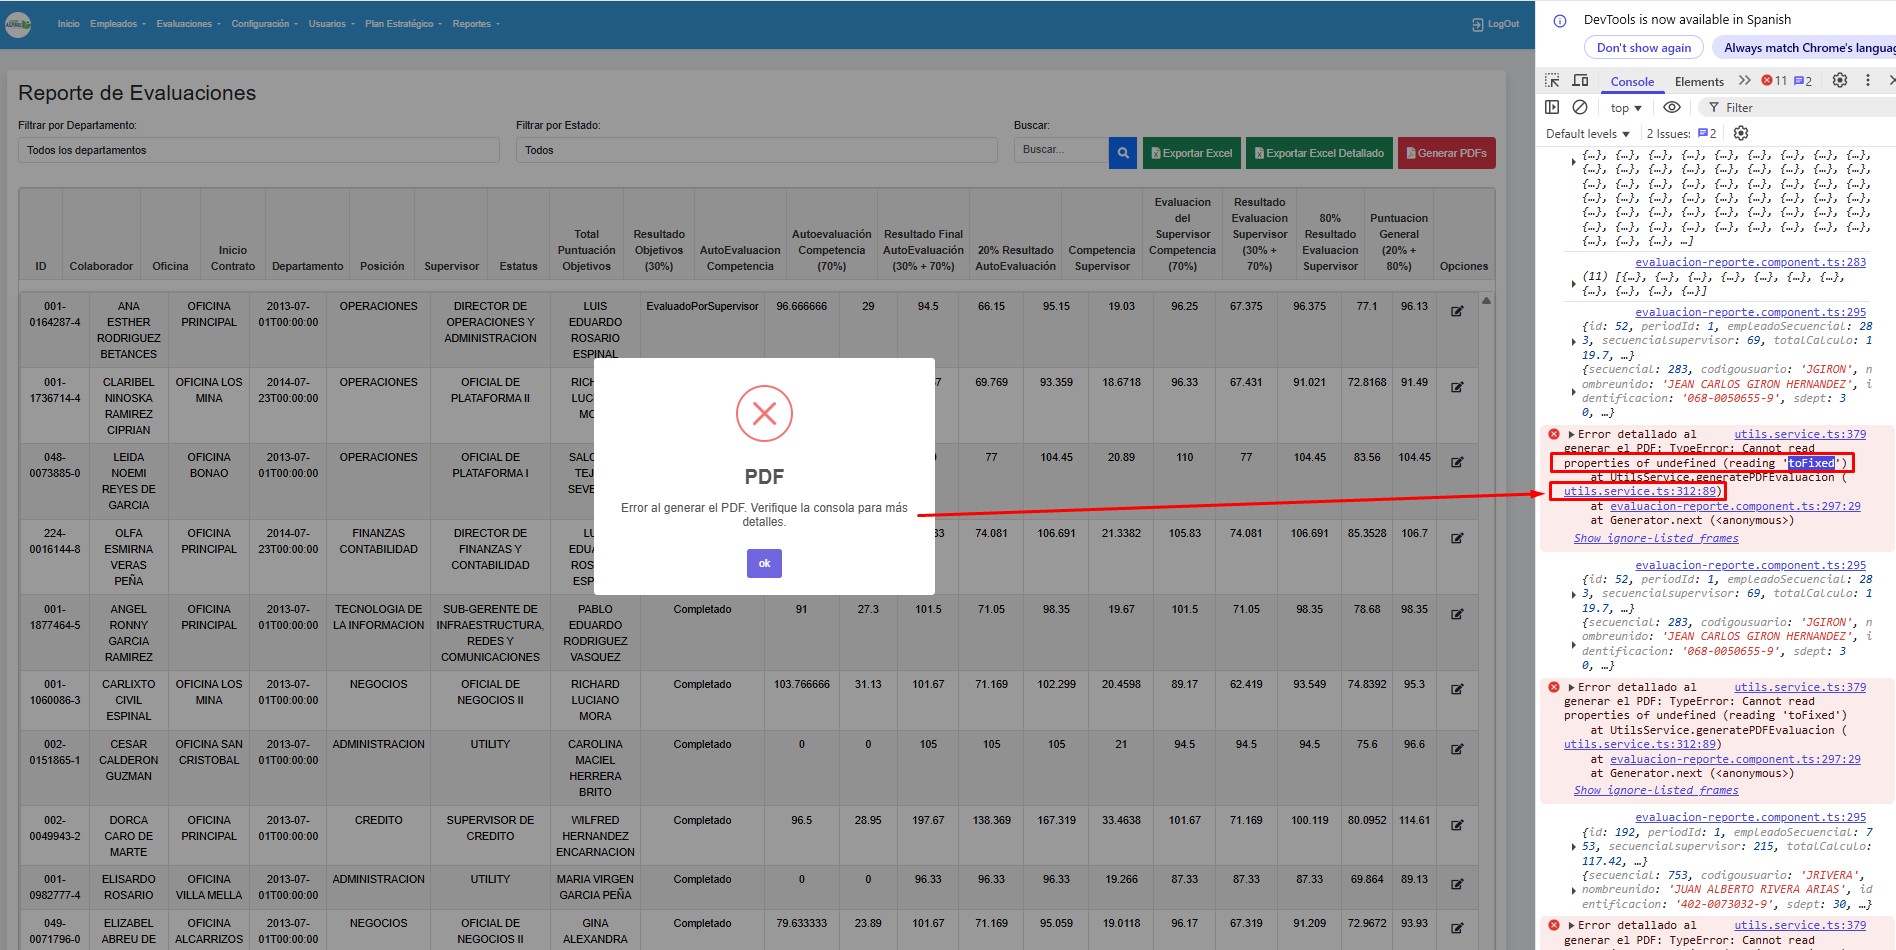 Inicio Empleados Evaluaciones Configuración Usuarios Plan Estratégico Reportes LogOut
Reporte de Evaluaciones
Filtrar por Departamento: Filtrar por Estado: Buscar:
Todos los departamentos Todos Buscar... Exportar Excel Exportar Excel Detallado Generar PDFs
ID Colaborador Oficina Inicio Contrato Departamento Posición Supervisor Estatus Total Puntuación Objetivos Resultado Objetivos (30%) AutoEvaluacion Competencia Autoevaluación Competencia (70%) Resultado Final AutoEvaluación (30% + 70%) 20% Resultado AutoEvaluación Competencia Supervisor Evaluacion del Supervisor Competencia (70%) Resultado Evaluacion Supervisor (30% + 70%) 80% Resultado Evaluacion Supervisor Puntuacion General (20% + 80%) Opciones
001-0164287-4 ANA ESTHER RODRIGUEZ BETANCES OFICINA PRINCIPAL 2013-07-01T00:00:00 OPERACIONES DIRECTOR DE OPERACIONES Y ADMINISTRACION LUIS EDUARDO ROSARIO ESPINAL EvaluadoPorSupervisor 96.666666 29 94.5 66.15 95.15 19.03 96.25 67.375 96.375 77.1 96.13
001-1736714-4 CLARIBEL NINOSKA RAMIREZ CIPRIAN OFICINA LOS MINA 2014-07-23T00:00:00 OPERACIONES OFICIAL DE PLATAFORMA II RICH LUC MO 7 69.769 93.359 18.6718 96.33 67.431 91.021 72.8168 91.49
048-0073885-0 LEIDA NOEMI REYES DE GARCIA OFICINA BONAO 2013-07-01T00:00:00 OPERACIONES OFICIAL DE PLATAFORMA I SALO TEJ SEVE 77 104.45 20.89 110 77 104.45 83.56 104.45
224-0016144-8 OLFA ESMIRNA VERAS PEÑA OFICINA PRINCIPAL 2014-07-23T00:00:00 FINANZAS CONTABILIDAD DIRECTOR DE FINANZAS Y CONTABILIDAD LU EDUA ROS ESP 33 74.081 106.691 21.3382 105.83 74.081 106.691 85.3528 106.7
001-1877464-5 ANGEL RONNY GARCIA RAMIREZ OFICINA PRINCIPAL 2013-07-01T00:00:00 TECNOLOGIA DE LA INFORMACION SUB-GERENTE DE INFRAESTRUCTURA, REDES Y COMUNICACIONES PABLO EDUARDO RODRIGUEZ VASQUEZ Completado 91 27.3 101.5 71.05 98.35 19.67 101.5 71.05 98.35 78.68 98.35
001-1060086-3 CARLIXTO CIVIL ESPINAL OFICINA LOS MINA 2013-07-01T00:00:00 NEGOCIOS OFICIAL DE NEGOCIOS II RICHARD LUCIANO MORA Completado 103.766666 31.13 101.67 71.169 102.299 20.4598 89.17 62.419 93.549 74.8392 95.3
002-0151865-1 CESAR CALDERON GUZMAN OFICINA SAN CRISTOBAL 2013-07-01T00:00:00 ADMINISTRACION UTILITY CAROLINA MACIEL HERRERA BRITO Completado 0 0 105 105 105 21 94.5 94.5 94.5 75.6 96.6
002-0049943-2 DORCA CARO DE MARTE OFICINA PRINCIPAL 2013-07-01T00:00:00 CREDITO SUPERVISOR DE CREDITO WILFRED HERNANDEZ ENCARNACION Completado 96.5 28.95 197.67 138.369 167.319 33.4638 101.67 71.169 100.119 80.0952 114.61
001-0982777-4 ELISARDO ROSARIO OFICINA VILLA MELLA 2013-07-01T00:00:00 ADMINISTRACION UTILITY MARIA VIRGEN GARCIA PEÑA Completado 0 0 96.33 96.33 96.33 19.266 87.33 87.33 87.33 69.864 89.13
049-0071796-0 ELIZABEL ABREU DE OFICINA ALCARRIZOS 2013-07-01T00:00:00 NEGOCIOS OFICIAL DE NEGOCIOS II GINA ALEXANDRA Completado 79.633333 23.89 101.67 71.169 95.059 19.0118 96.17 67.319 91.209 72.9672 93.93
PDF
Error al generar el PDF. Verifique la consola para más
detalles.
ok
DevTools is now available in Spanish
Don't show again Always match Chrome's languag
Console Elements 11 2
top Filter
Default levels 2 Issues: 2
{…}, {…}, {…}, {…}, {…}, {…}, {…}, {…}, {…},
{…}, {…}, {…}, {…}, {…}, {…}, {…}, {…}, {…},
{…}, {…}, {…}, {…}, {…}, {…}, {…}, {…}, {…},
{…}, {…}, {…}, {…}, {…}, {…}, {…}, {…}, {…},
{…}, {…}, {…}, {…}, {…}, {…}, {…}, {…}, {…},
{…}, {…}, {…}, {…}, {…}, {…}, {…}, {…}, {…},
{…}, {…}, {…}, …]
evaluacion-reporte.component.ts:283
(11) [{…}, {…}, {…}, {…}, {…}, {…}, {…},
{…}, {…}, {…}, {…}]
evaluacion-reporte.component.ts:295
{id: 52, periodId: 1, empleadoSecuencial: 28
3, secuencialsupervisor: 69, totalCalculo: 1
19.7, …}
{secuencial: 283, codigousuario: 'JGIRON', n
ombreunido: 'JEAN CARLOS GIRON HERNANDEZ', i
dentificacion: '068-0050655-9', sdept: 3
0, …}
Error detallado al utils.service.ts:379
generar el PDF: TypeError: Cannot read
properties of undefined (reading 'toFixed')
at UtilsService.generatePDFEvaluacion (
utils.service.ts:312:89)
at evaluacion-reporte.component.ts:297:29
at Generator.next (<anonymous>)
Show ignore-listed frames
evaluacion-reporte.component.ts:295
{id: 52, periodId: 1, empleadoSecuencial: 28
3, secuencialsupervisor: 69, totalCalculo: 1
19.7, …}
{secuencial: 283, codigousuario: 'JGIRON', n
ombreunido: 'JEAN CARLOS GIRON HERNANDEZ', i
dentificacion: '068-0050655-9', sdept: 3
0, …}
Error detallado al utils.service.ts:379
generar el PDF: TypeError: Cannot read
properties of undefined (reading 'toFixed')
at UtilsService.generatePDFEvaluacion (
utils.service.ts:312:89)
at evaluacion-reporte.component.ts:297:29
at Generator.next (<anonymous>)
Show ignore-listed frames
evaluacion-reporte.component.ts:295
{id: 192, periodId: 1, empleadoSecuencial: 7
53, secuencialsupervisor: 215, totalCalculo:
117.42, …}
{secuencial: 753, codigousuario: 'JRIVERA',
nombreunido: 'JUAN ALBERTO RIVERA ARIAS', id
entificacion: '402-0073032-9', sdept: 30, …}
Error detallado al utils.service.ts:379
generar el PDF: TypeError: Cannot read